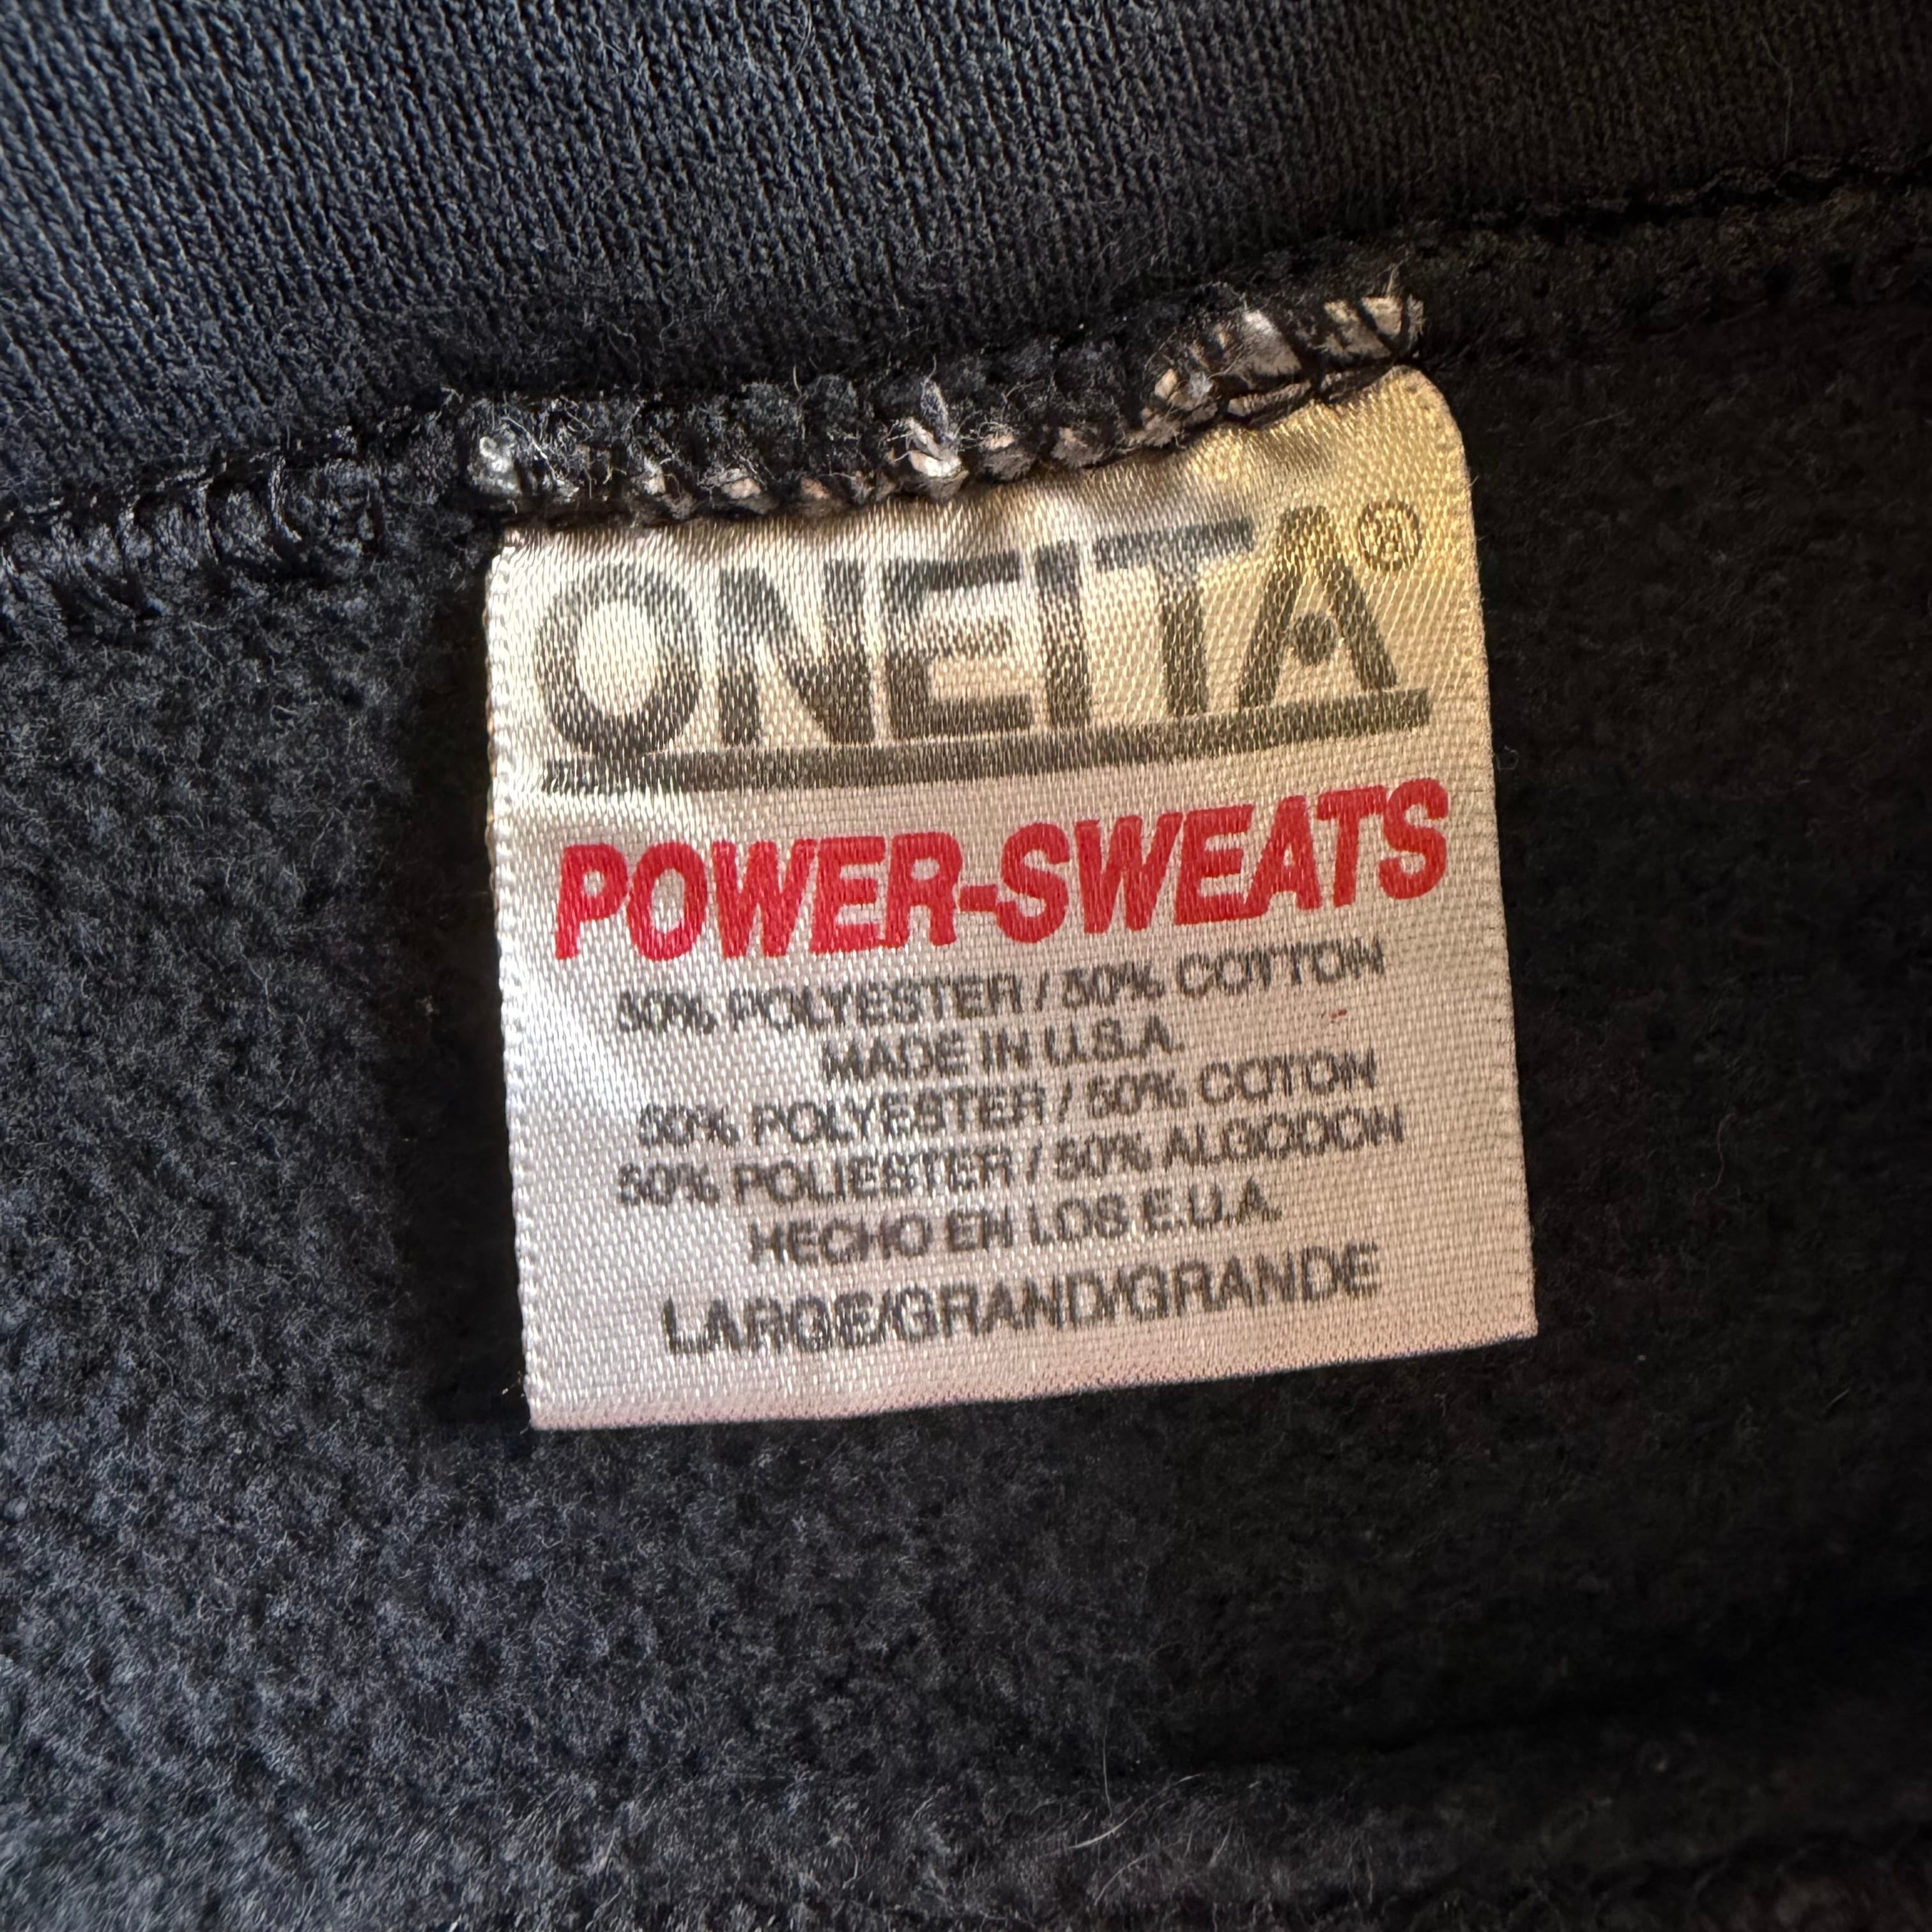 ONEITA®
POWER-SWEATS
50% POLYESTER / 50% COTTON
MADE IN U.S.A.
50% POLYESTER / 50% COTON
50% POLIESTER / 50% ALGODON
HECHO EN LOS E.U.A.
LARGE/GRAND/GRANDE